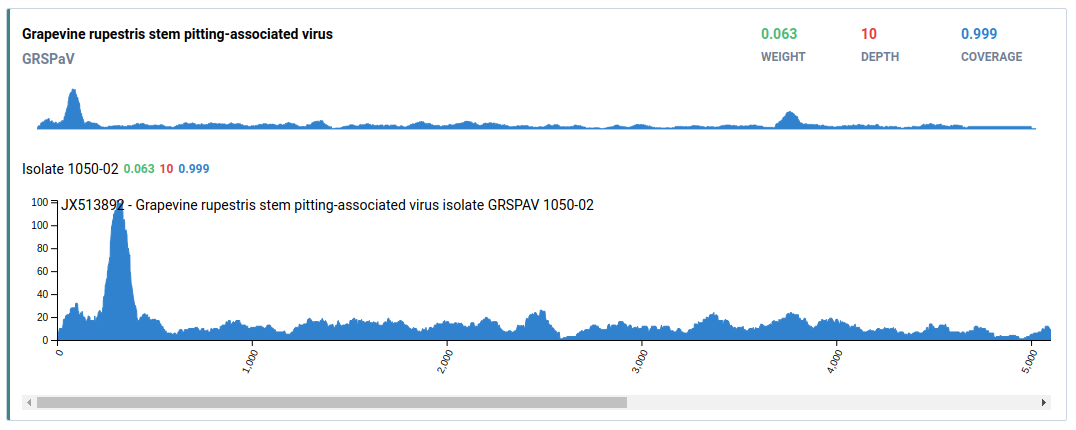 Grapevine rupestris stem pitting-associated virus
GRSPaV
0.063 10 0.999
WEIGHT DEPTH COVERAGE
Isolate 1050-02 0.063 10 0.999
JX513892 - Grapevine rupestris stem pitting-associated virus isolate GRSPAV 1050-02
100
100
80
60
40
20
0
0 1,000 2,000 3,000 4,000 5,000